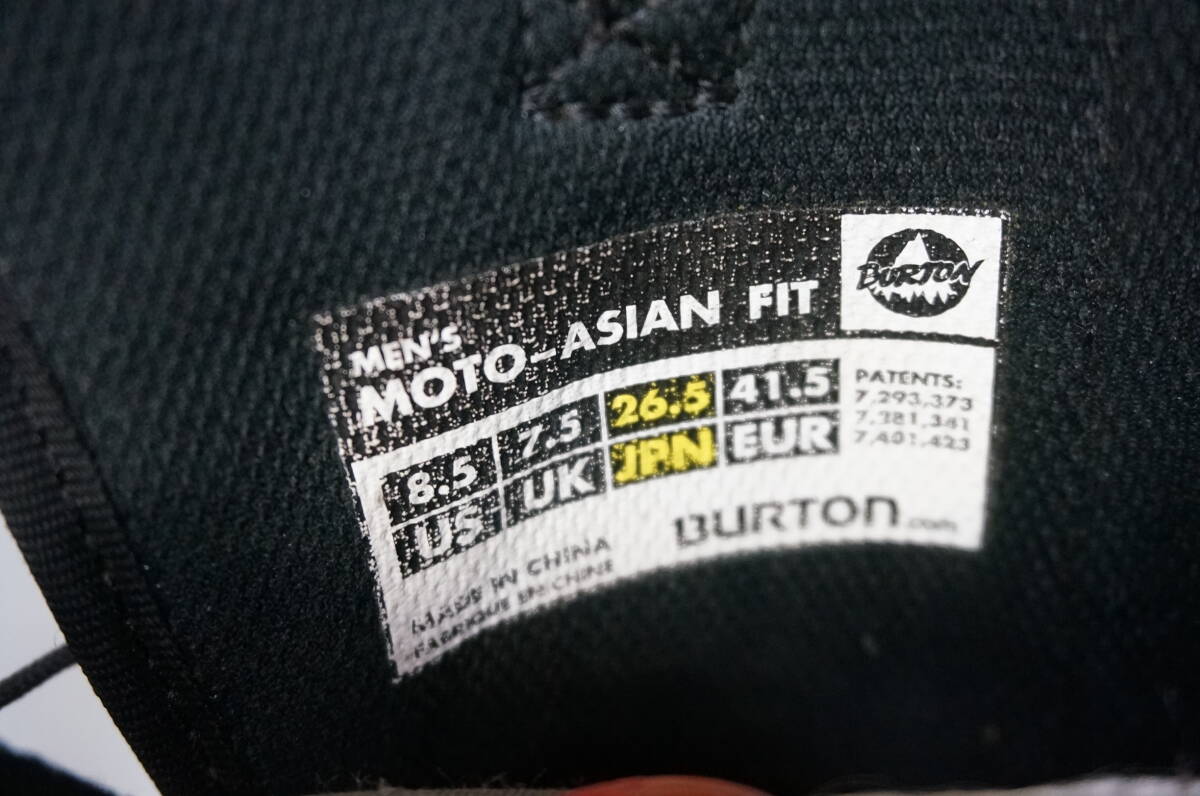 BURTON
MEN'S
MOTO-ASIAN FIT
8.5 7.5 26.5 41.5
US UK JPN EUR
PATENTS:
7,293,373
7,281,341
7,401,423
BURTON.com
MADE IN CHINA
FABRIQUE EN CHINE